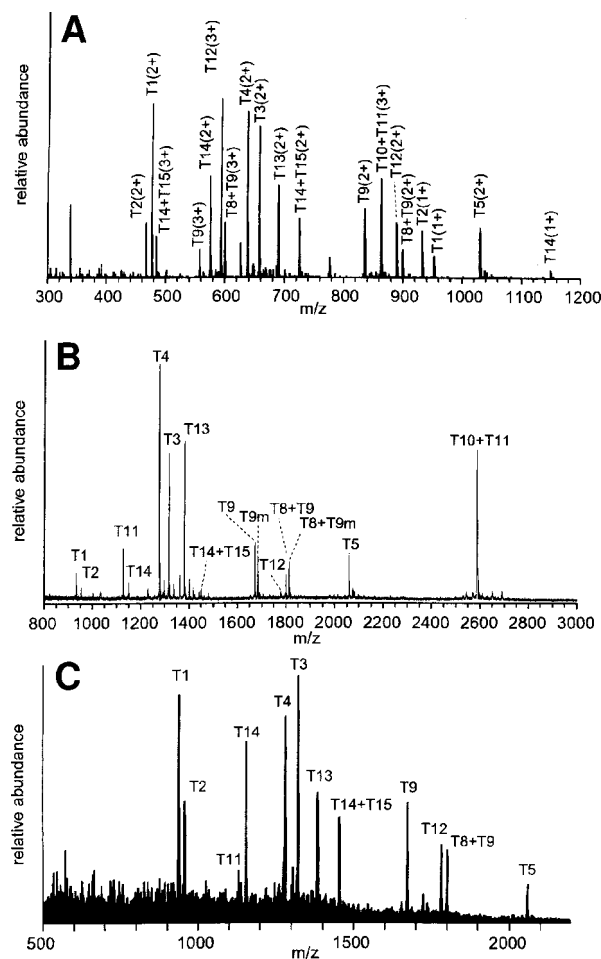 A
relative abundance
T2(2+)
T1(2+)
T14+T15(3+)
T9(3+)
T14(2+)
T12(3+)
T8+T9(3+)
T4(2+)
T3(2+)
T13(2+)
T14+T15(2+)
T9(2+)
T10+T11(3+)
T12(2+)
T8+T9(2+)
T2(1+)
T1(1+)
T5(2+)
T14(1+)
300 400 500 600 700 800 900 1000 1100 1200
m/z
B
relative abundance
T4
T3
T13
T10+T11
T11
T9
T9m
T8+T9
T8+T9m
T1
T2
T14
T14+T15
T12
T5
800 1000 1200 1400 1600 1800 2000 2200 2400 2600 2800 3000
m/z
C
relative abundance
T1
T3
T4
T14
T2
T13
T14+T15
T9
T11
T12
T8+T9
T5
500 1000 1500 2000
m/z